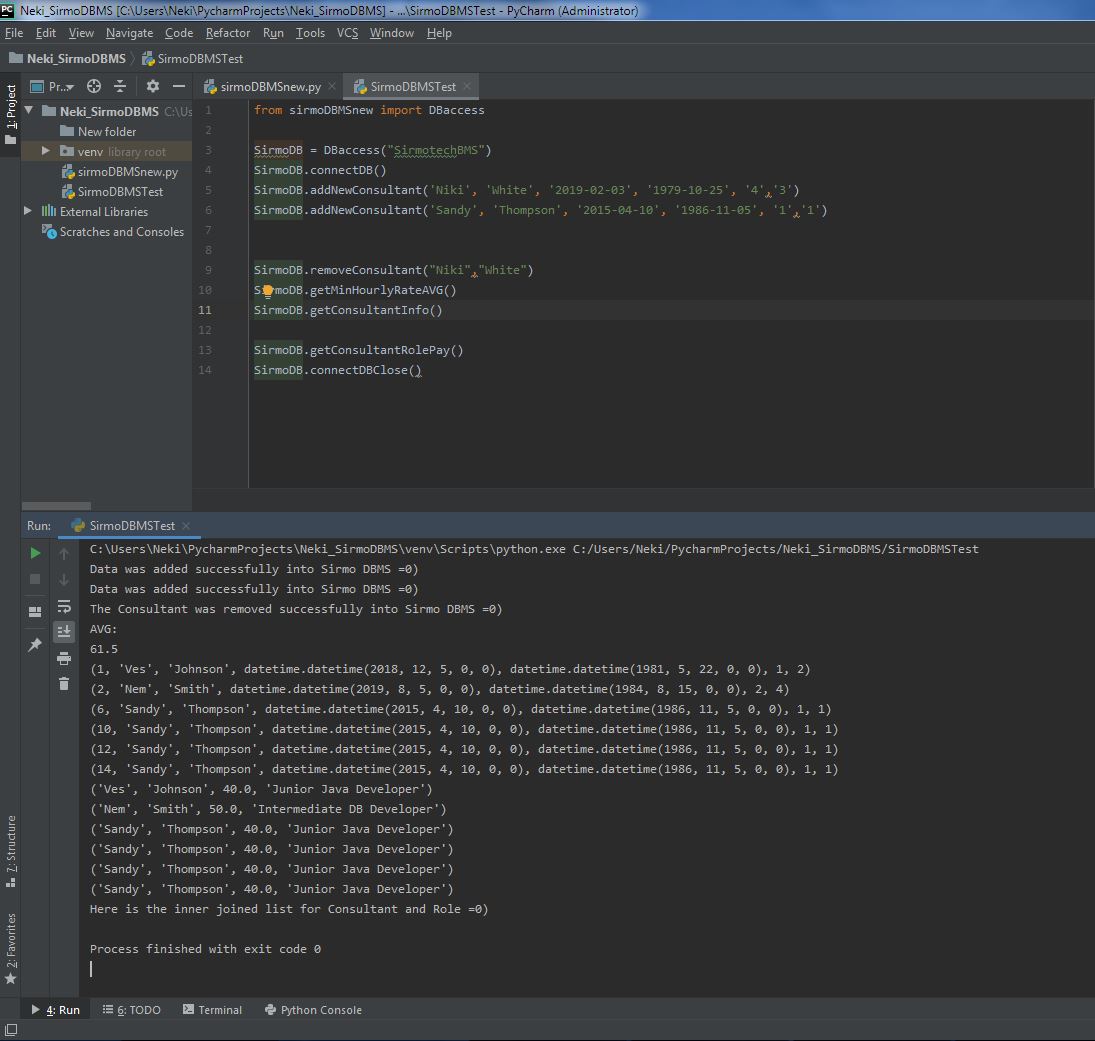 PC Neki_SirmoDBMS [C:\Users\Neki\PycharmProjects\Neki_SirmoDBMS] - ...\SirmoDBMSTest - PyCharm (Administrator)
File Edit View Navigate Code Refactor Run Tools VCS Window Help
Neki_SirmoDBMS SirmoDBMSTest
1: Project
Pr...
sirmoDBMSnew.py SirmoDBMSTest
Neki_SirmoDBMS C:\Us
New folder
venv library root
sirmoDBMSnew.py
SirmoDBMSTest
External Libraries
Scratches and Consoles
1 from sirmoDBMSnew import DBaccess
2
3 SirmoDB = DBaccess("SirmotechBMS")
4 SirmoDB.connectDB()
5 SirmoDB.addNewConsultant('Niki', 'White', '2019-02-03', '1979-10-25', '4','3')
6 SirmoDB.addNewConsultant('Sandy', 'Thompson', '2015-04-10', '1986-11-05', '1','1')
7
8
9 SirmoDB.removeConsultant("Niki","White")
10 SirmoDB.getMinHourlyRateAVG()
11 SirmoDB.getConsultantInfo()
12
13 SirmoDB.getConsultantRolePay()
14 SirmoDB.connectDBClose()
Run: SirmoDBMSTest
C:\Users\Neki\PycharmProjects\Neki_SirmoDBMS\venv\Scripts\python.exe C:/Users/Neki/PycharmProjects/Neki_SirmoDBMS/SirmoDBMSTest
Data was added successfully into Sirmo DBMS =0)
Data was added successfully into Sirmo DBMS =0)
The Consultant was removed successfully into Sirmo DBMS =0)
AVG:
61.5
(1, 'Ves', 'Johnson', datetime.datetime(2018, 12, 5, 0, 0), datetime.datetime(1981, 5, 22, 0, 0), 1, 2)
(2, 'Nem', 'Smith', datetime.datetime(2019, 8, 5, 0, 0), datetime.datetime(1984, 8, 15, 0, 0), 2, 4)
(6, 'Sandy', 'Thompson', datetime.datetime(2015, 4, 10, 0, 0), datetime.datetime(1986, 11, 5, 0, 0), 1, 1)
(10, 'Sandy', 'Thompson', datetime.datetime(2015, 4, 10, 0, 0), datetime.datetime(1986, 11, 5, 0, 0), 1, 1)
(12, 'Sandy', 'Thompson', datetime.datetime(2015, 4, 10, 0, 0), datetime.datetime(1986, 11, 5, 0, 0), 1, 1)
(14, 'Sandy', 'Thompson', datetime.datetime(2015, 4, 10, 0, 0), datetime.datetime(1986, 11, 5, 0, 0), 1, 1)
('Ves', 'Johnson', 40.0, 'Junior Java Developer')
('Nem', 'Smith', 50.0, 'Intermediate DB Developer')
('Sandy', 'Thompson', 40.0, 'Junior Java Developer')
('Sandy', 'Thompson', 40.0, 'Junior Java Developer')
('Sandy', 'Thompson', 40.0, 'Junior Java Developer')
('Sandy', 'Thompson', 40.0, 'Junior Java Developer')
Here is the inner joined list for Consultant and Role =0)
Process finished with exit code 0
7: Structure
2: Favorites
4: Run 6: TODO Terminal Python Console